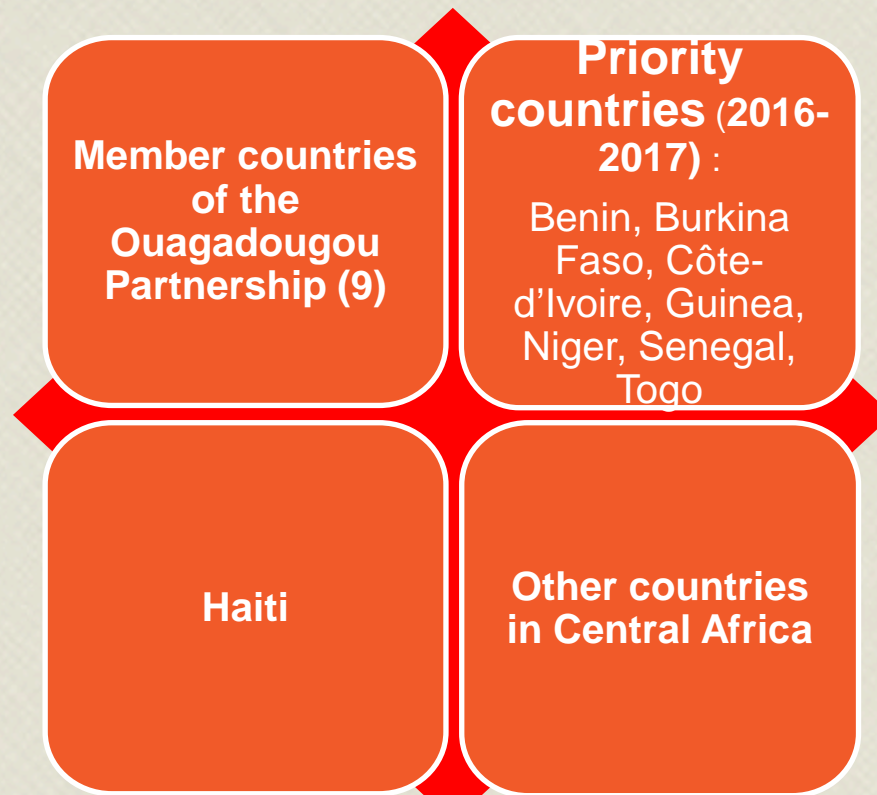 Member countries
of the
Ouagadougou
Partnership (9)
Priority
countries (2016-
2017) :
Benin, Burkina
Faso, Côte-
d’Ivoire, Guinea,
Niger, Senegal,
Togo
Haiti
Other countries
in Central Africa